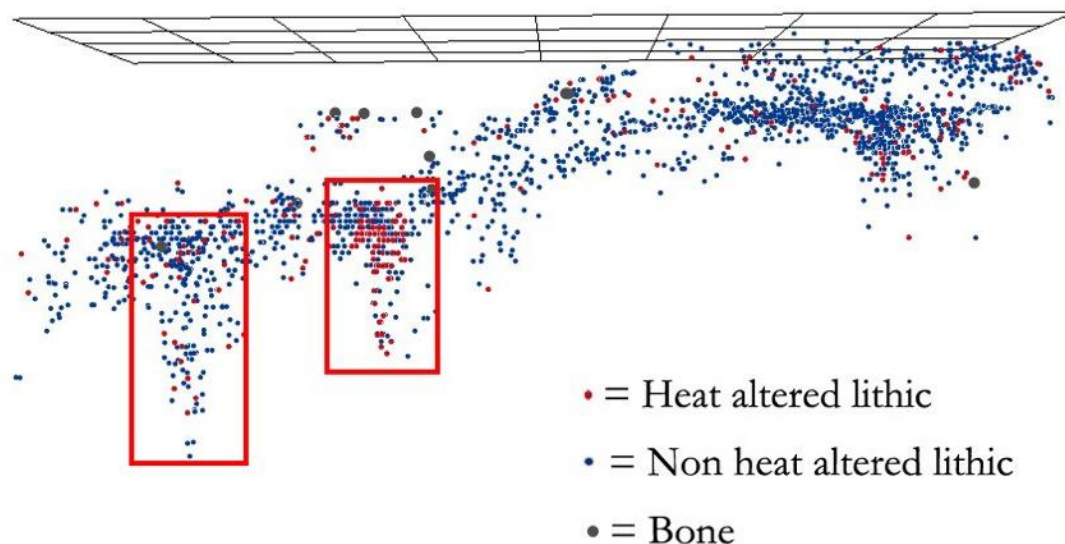 = Heat altered lithic
= Non heat altered lithic
= Bone